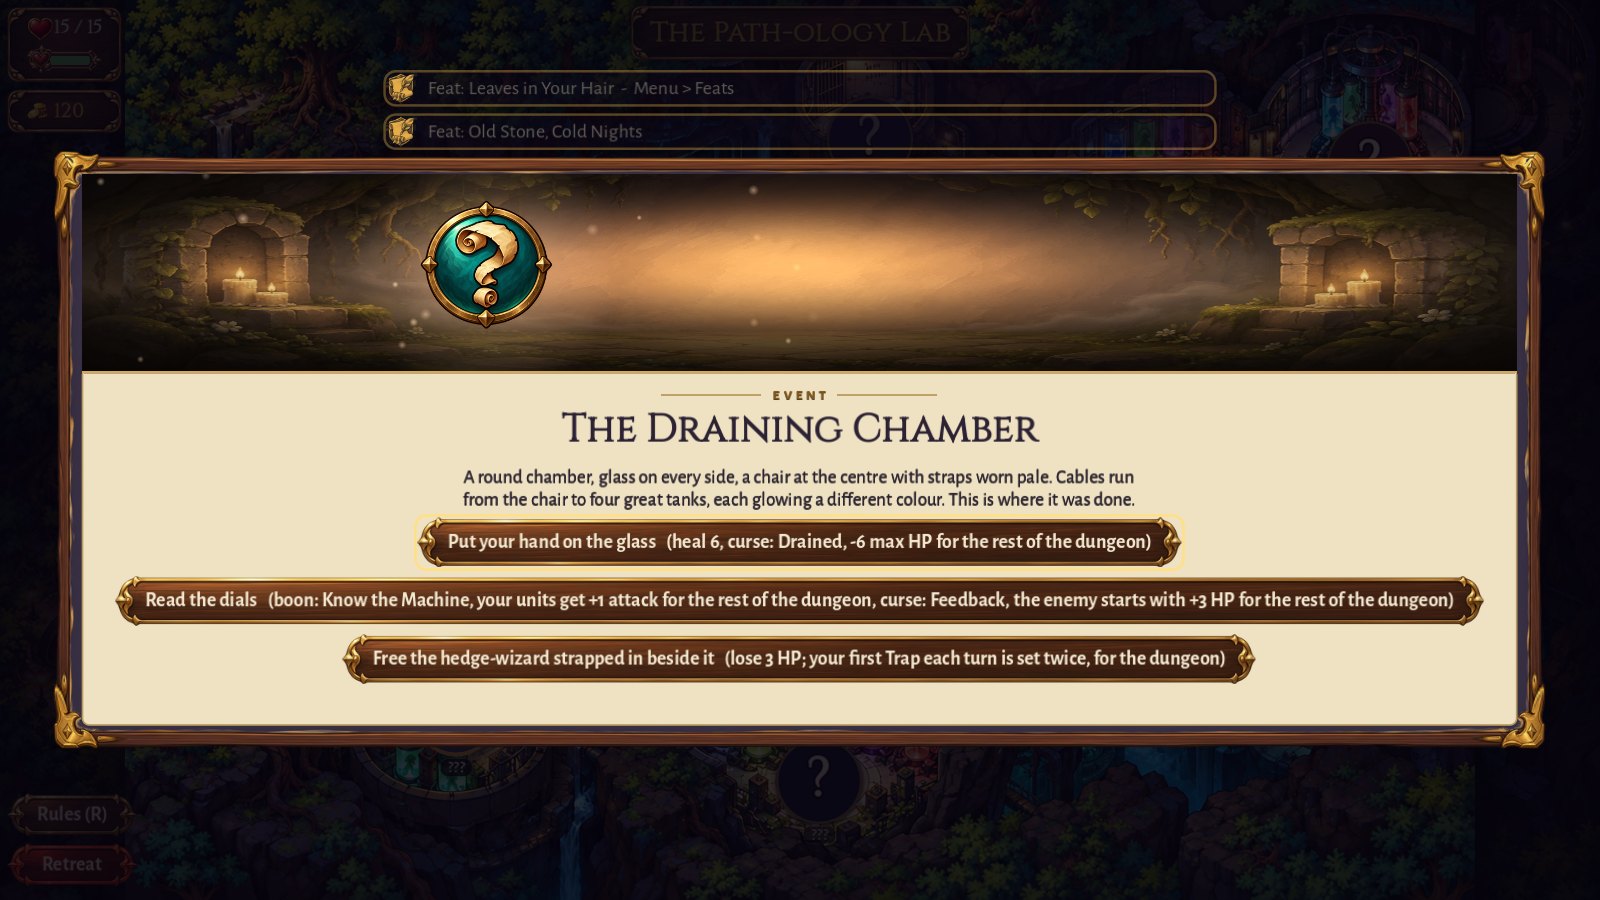 15 / 15
The Path-ology Lab
120
Feat: Leaves in Your Hair - Menu > Feats
Feat: Old Stone, Cold Nights
?
?
EVENT
The Draining Chamber
A round chamber, glass on every side, a chair at the centre with straps worn pale. Cables run
from the chair to four great tanks, each glowing a different colour. This is where it was done.
Put your hand on the glass (heal 6, curse: Drained, -6 max HP for the rest of the dungeon)
Read the dials (boon: Know the Machine, your units get +1 attack for the rest of the dungeon, curse: Feedback, the enemy starts with +3 HP for the rest of the dungeon)
Free the hedge-wizard strapped in beside it (lose 3 HP; your first Trap each turn is set twice, for the dungeon)
???
?
???
Rules (R)
Retreat